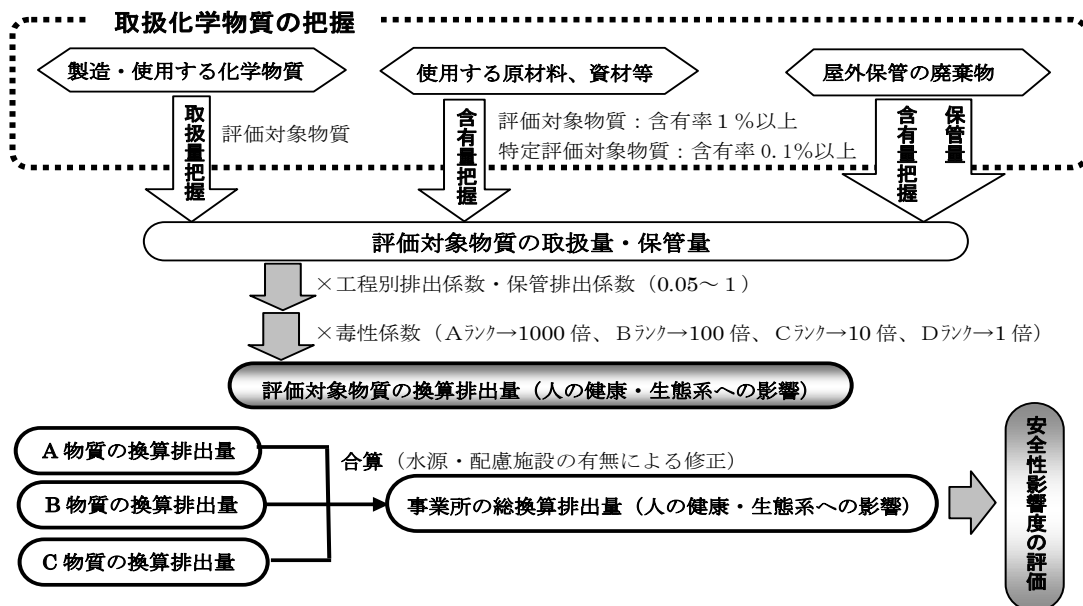 取扱化学物質の把握
製造・使用する化学物質
使用する原材料、資材等
屋外保管の廃棄物
取扱量把握
評価対象物質
含有量把握
評価対象物質：含有率１％以上
特定評価対象物質：含有率 0.1％以上
保管量
含有量把握
評価対象物質の取扱量・保管量
×工程別排出係数・保管排出係数（0.05～１）
×毒性係数（Ａランク→1000 倍、Ｂランク→100 倍、Ｃランク→10 倍、Ｄランク→1 倍）
評価対象物質の換算排出量（人の健康・生態系への影響）
A 物質の換算排出量
B 物質の換算排出量
C 物質の換算排出量
合算（水源・配慮施設の有無による修正）
事業所の総換算排出量（人の健康・生態系への影響）
安全性影響度の評価